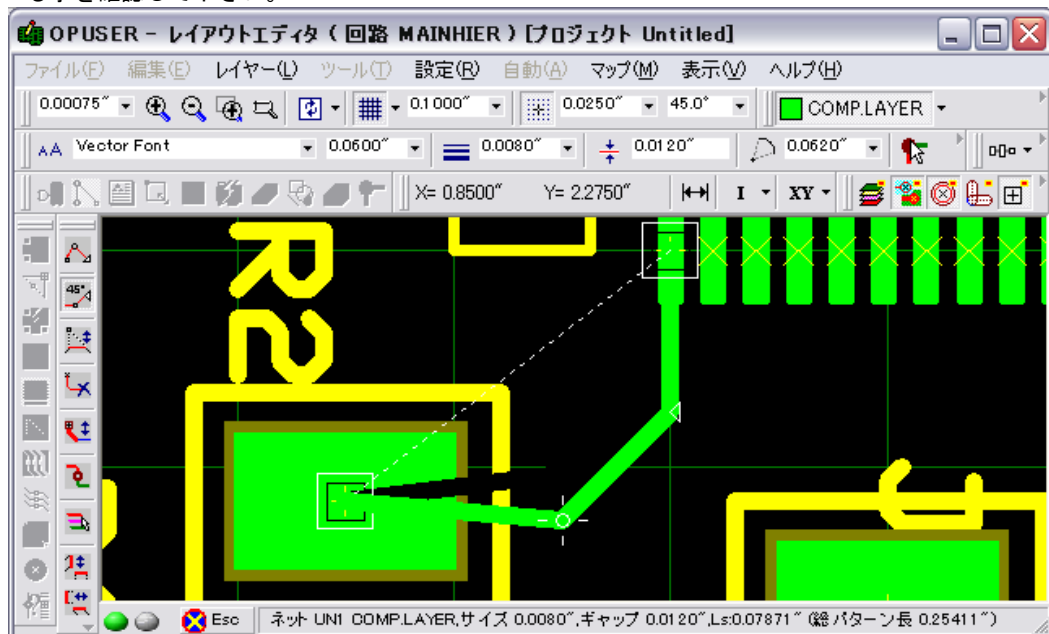 OPUSER - レイアウトエディタ ( 回路 MAINHIER ) [プロジェクト Untitled]
ファイル(F) 編集(E) レイヤー(L) ツール(T) 設定(R) 自動(A) マップ(M) 表示(V) ヘルプ(H)
0.00075" 0.1000" 0.0250" 45.0° COMP.LAYER
AA Vector Font 0.0600" 0.0080" 0.0120" 0.0620"
X= 0.8500" Y= 2.2750" I XY
R2
45°
Esc ネット UN1 COMP.LAYER,サイズ 0.0080",ギャップ 0.0120",Ls:0.07871" (総パターン長 0.25411")